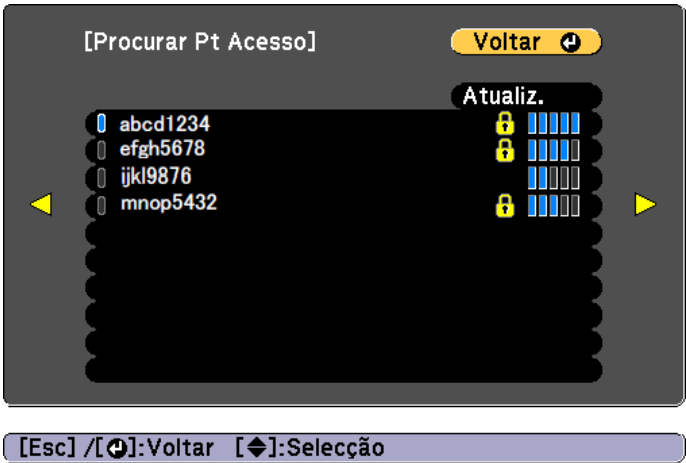 [Procurar Pt Acesso] Voltar
Atualiz.
abcd1234
efgh5678
ijkl9876
mnop5432
[Esc] /[ ]:Voltar [ ]:Selecção